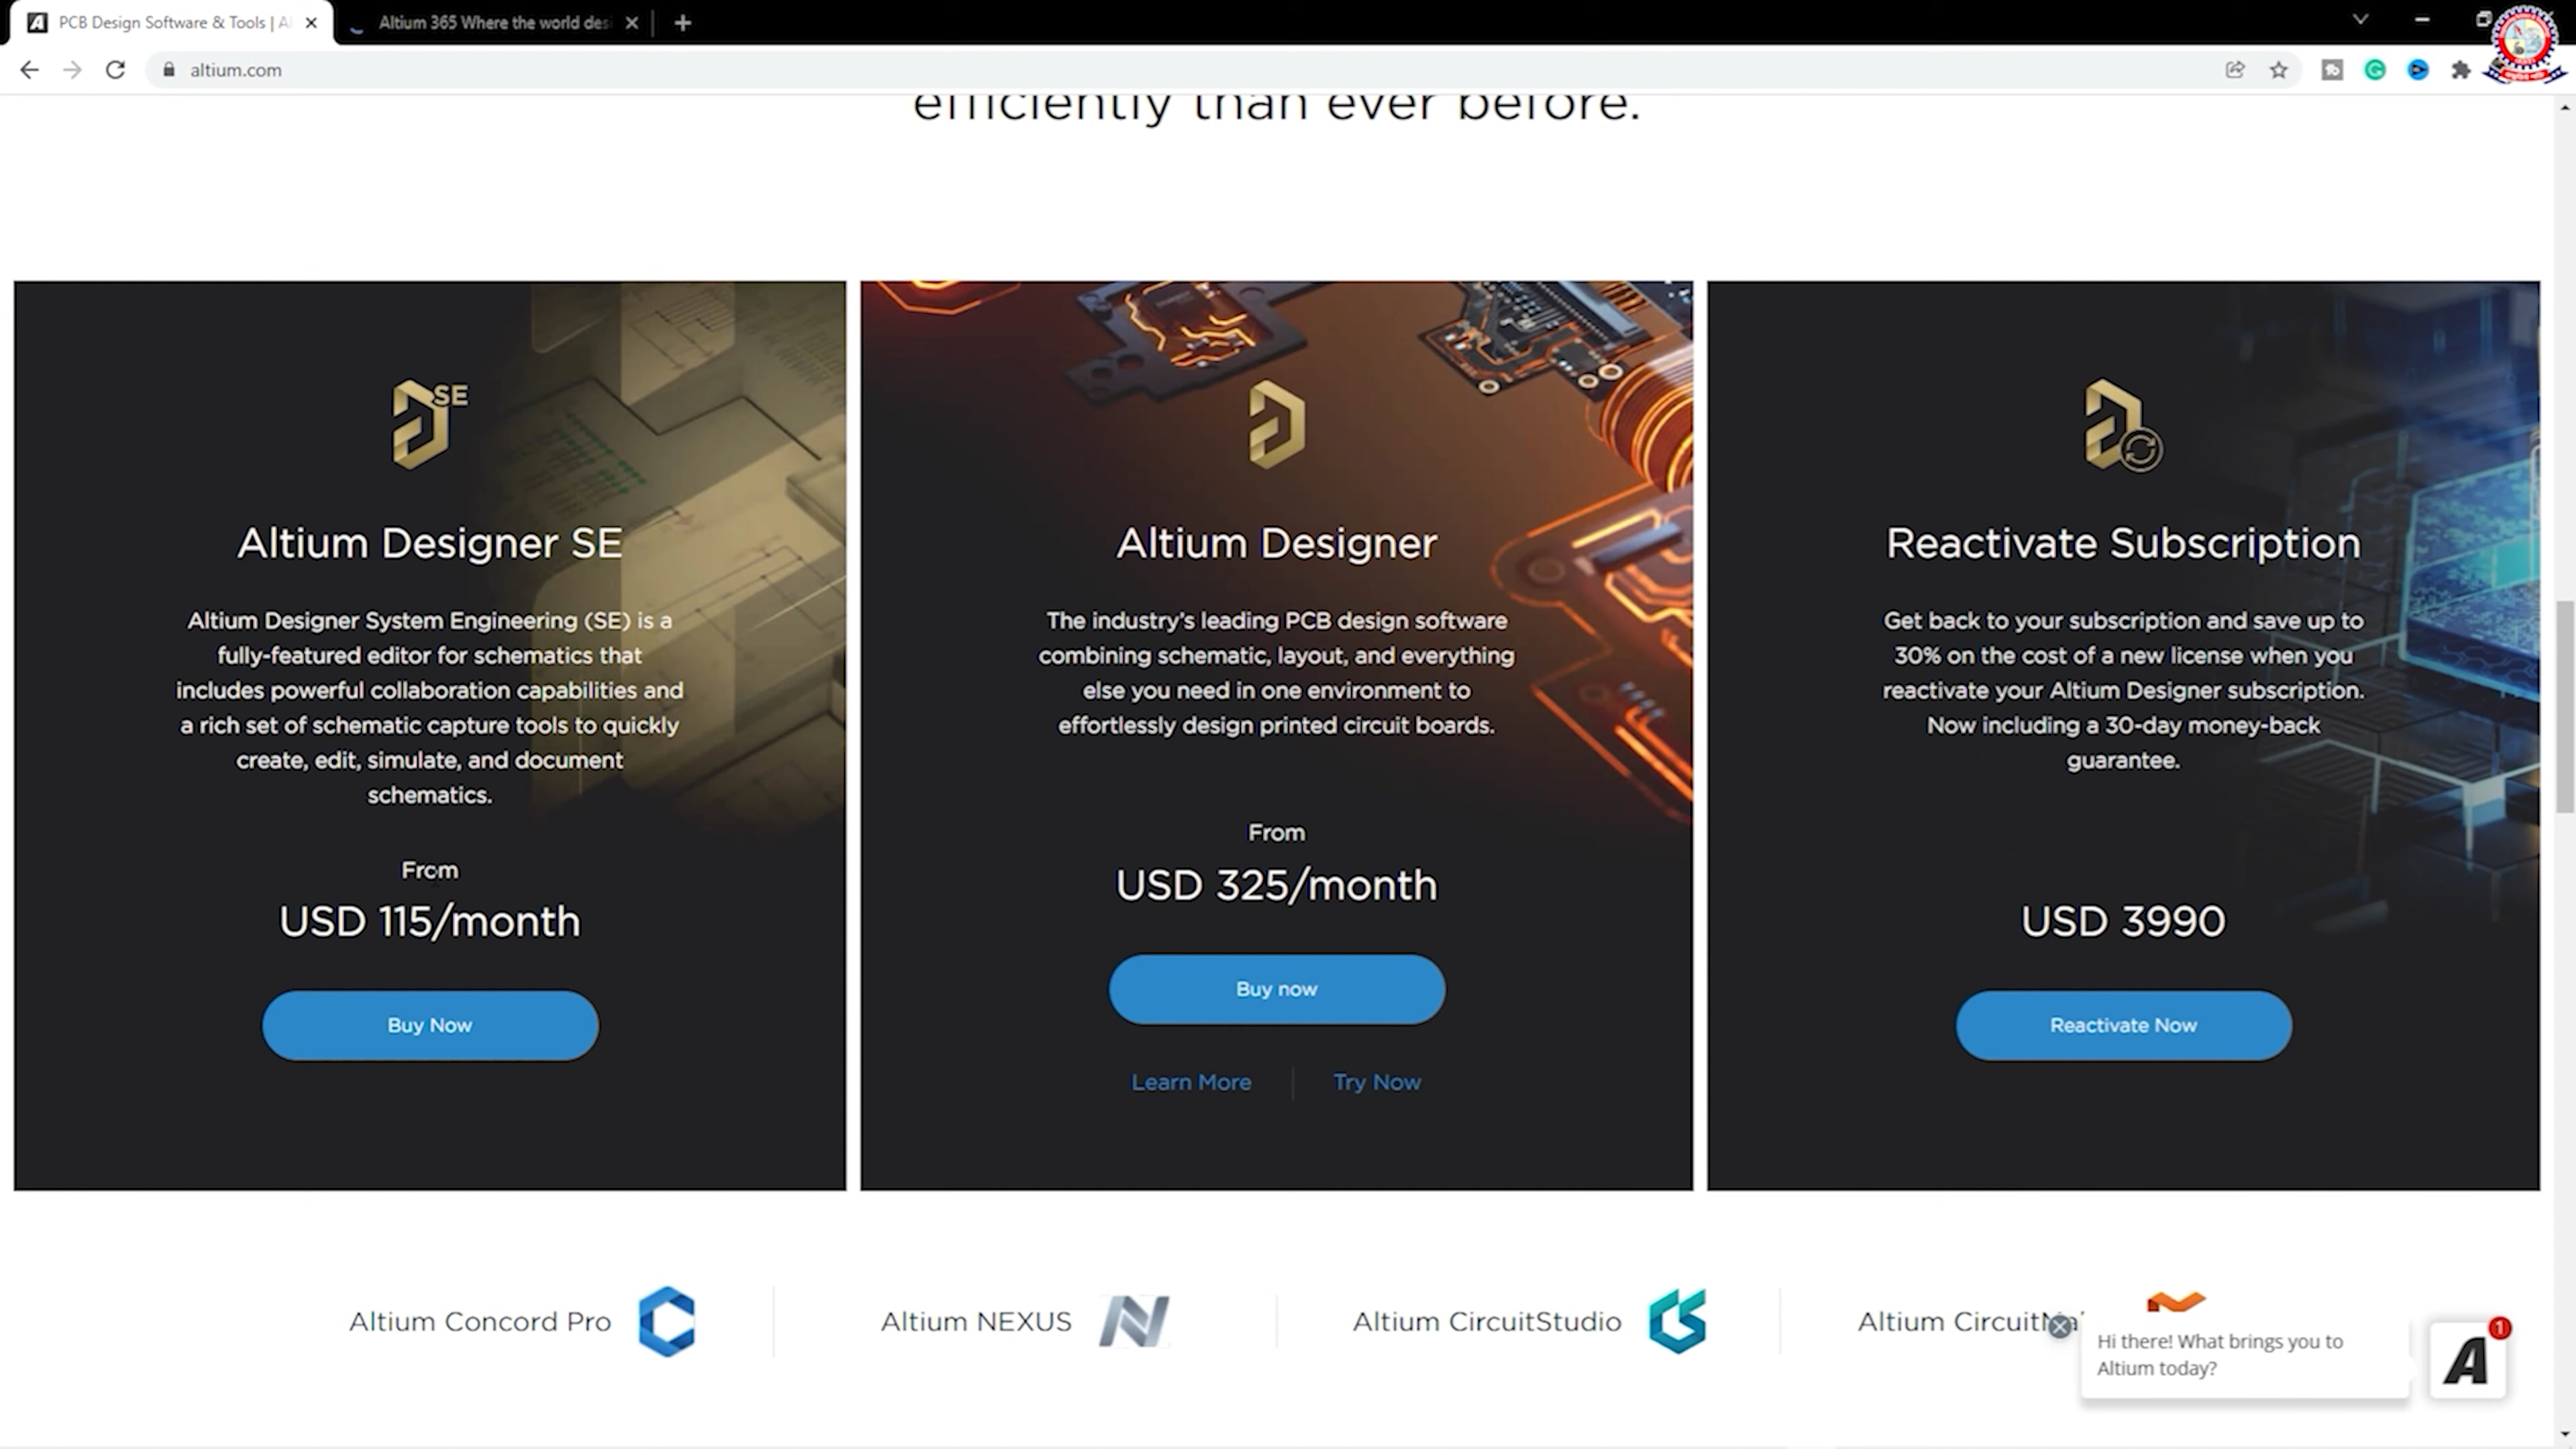 PCB Design Software & Tools | Al
Altium 365 Where the world desi
altium.com
efficiently than ever before.
SE
Altium Designer SE
Altium Designer System Engineering (SE) is a
fully-featured editor for schematics that
includes powerful collaboration capabilities and
a rich set of schematic capture tools to quickly
create, edit, simulate, and document
schematics.
From
USD 115/month
Buy Now
Altium Designer
The industry's leading PCB design software
combining schematic, layout, and everything
else you need in one environment to
effortlessly design printed circuit boards.
From
USD 325/month
Buy now
Learn More
Try Now
Reactivate Subscription
Get back to your subscription and save up to
30% on the cost of a new license when you
reactivate your Altium Designer subscription.
Now including a 30-day money-back
guarantee.
USD 3990
Reactivate Now
Altium Concord Pro
Altium NEXUS
Altium CircuitStudio
Altium
Hi there! What brings you to
Altium today?
1